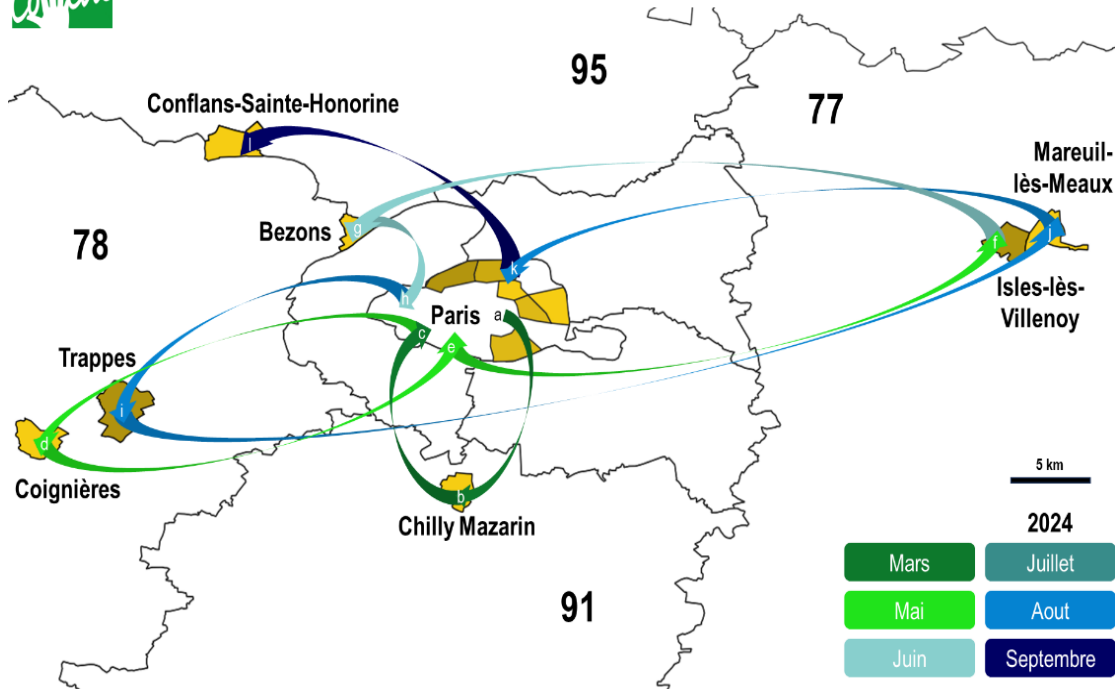 95
77
Conflans-Sainte-Honorine
Mareuil-
lès-Meaux
l
Bezons
g
78
f
j
k
Isles-lès-
Villenoy
h
Paris
a
c
e
Trappes
i
d
Coignières
b
Chilly Mazarin
5 km
2024
Mars
Juillet
Mai
Aout
Juin
Septembre
91